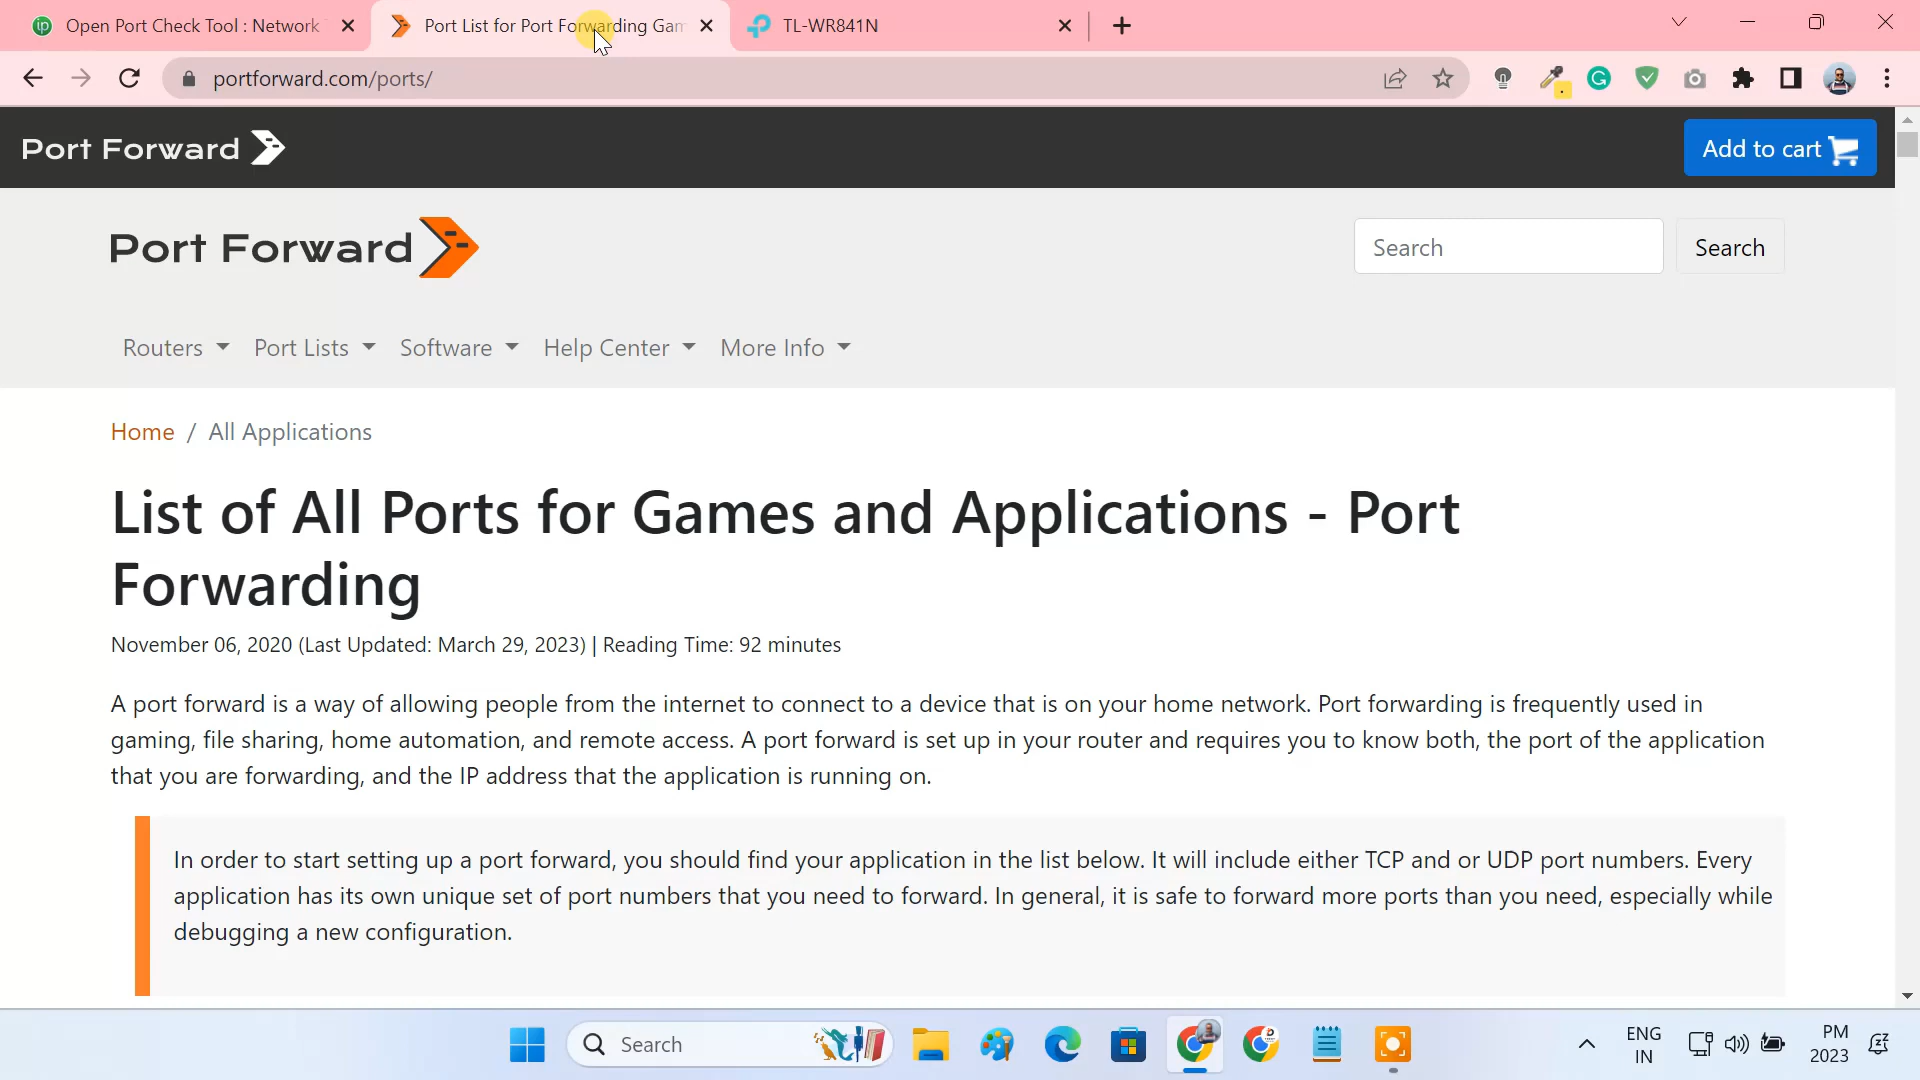 Open Port Check Tool : Network T
Port List for Port Forwarding Gam
TL-WR841N
portforward.com/ports/
Port Forward
Add to cart
Port Forward
Search
Search
Routers
Port Lists
Software
Help Center
More Info
Home / All Applications
List of All Ports for Games and Applications - Port
Forwarding
November 06, 2020 (Last Updated: March 29, 2023) | Reading Time: 92 minutes
A port forward is a way of allowing people from the internet to connect to a device that is on your home network. Port forwarding is frequently used in
gaming, file sharing, home automation, and remote access. A port forward is set up in your router and requires you to know both, the port of the application
that you are forwarding, and the IP address that the application is running on.
In order to start setting up a port forward, you should find your application in the list below. It will include either TCP and or UDP port numbers. Every
application has its own unique set of port numbers that you need to forward. In general, it is safe to forward more ports than you need, especially while
debugging a new configuration.
Search
ENG
IN
PM
2023